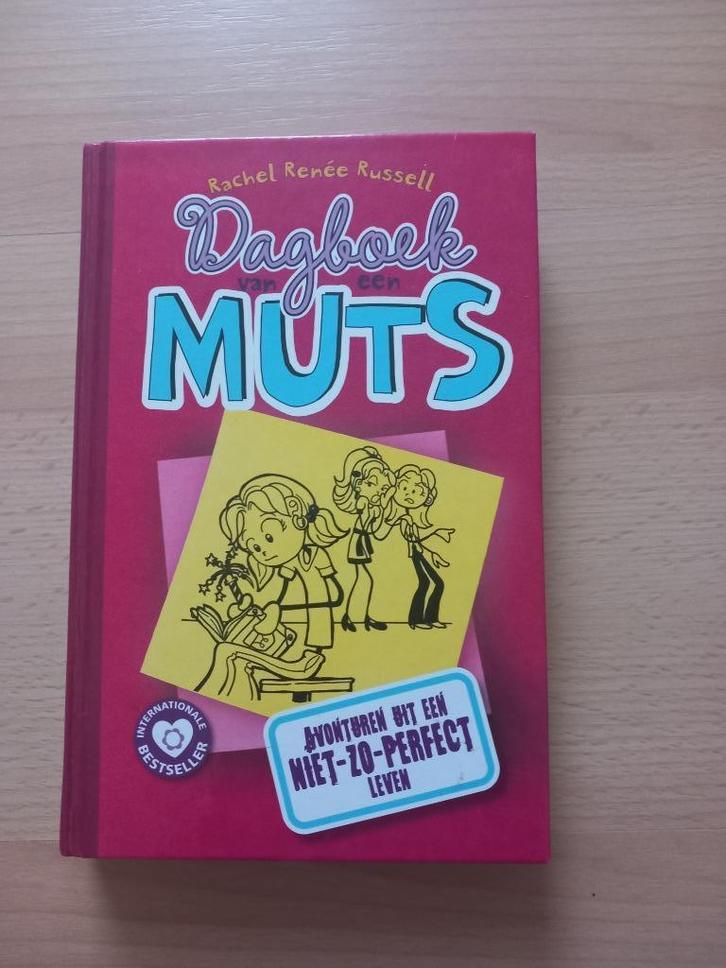 Rachel Renée Russell
Dagboek
van een
MUTS
INTERNATIONALE
BESTSELLER
AVONTUREN UIT EEN
NIET-ZO-PERFECT
LEVEN